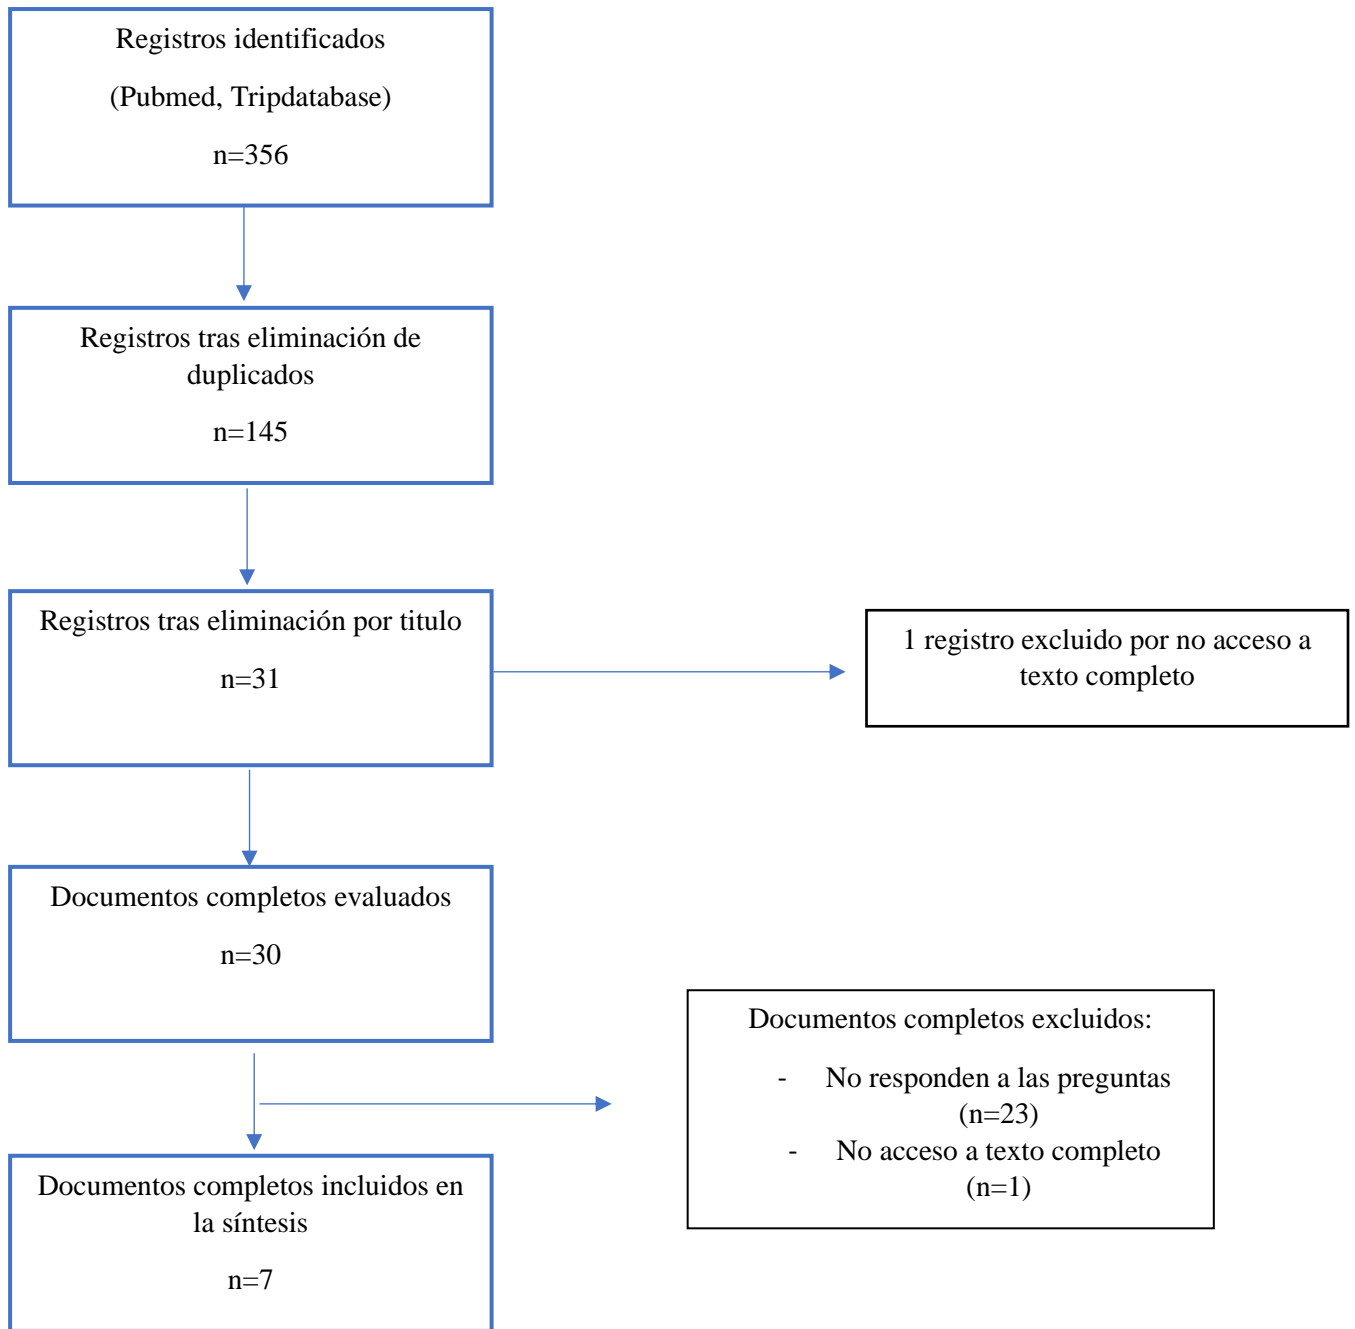 Registros identificados
(Pubmed, Tripdatabase)
n=356
Registros tras eliminación de
duplicados
n=145
Registros tras eliminación por titulo
n=31
1 registro excluido por no acceso a
texto completo
Documentos completos evaluados
n=30
Documentos completos excluidos:
- No responden a las preguntas
(n=23)
- No acceso a texto completo
(n=1)
Documentos completos incluidos en
la síntesis
n=7